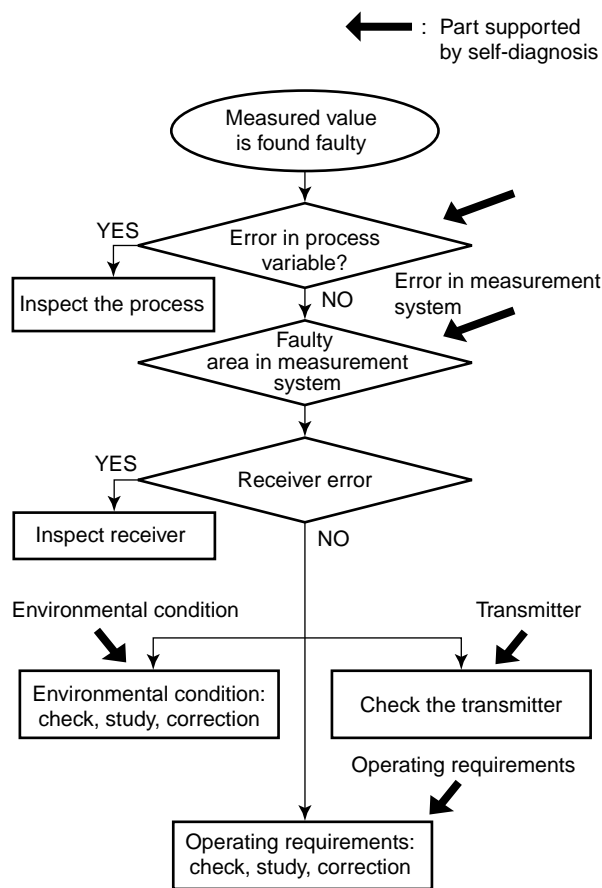 : Part supported
by self-diagnosis
Measured value
is found faulty
YES
Error in process
variable?
Inspect the process
NO
Error in measurement
system
Faulty
area in measurement
system
YES
Receiver error
Inspect receiver
NO
Environmental condition
Transmitter
Environmental condition:
check, study, correction
Check the transmitter
Operating requirements
Operating requirements:
check, study, correction